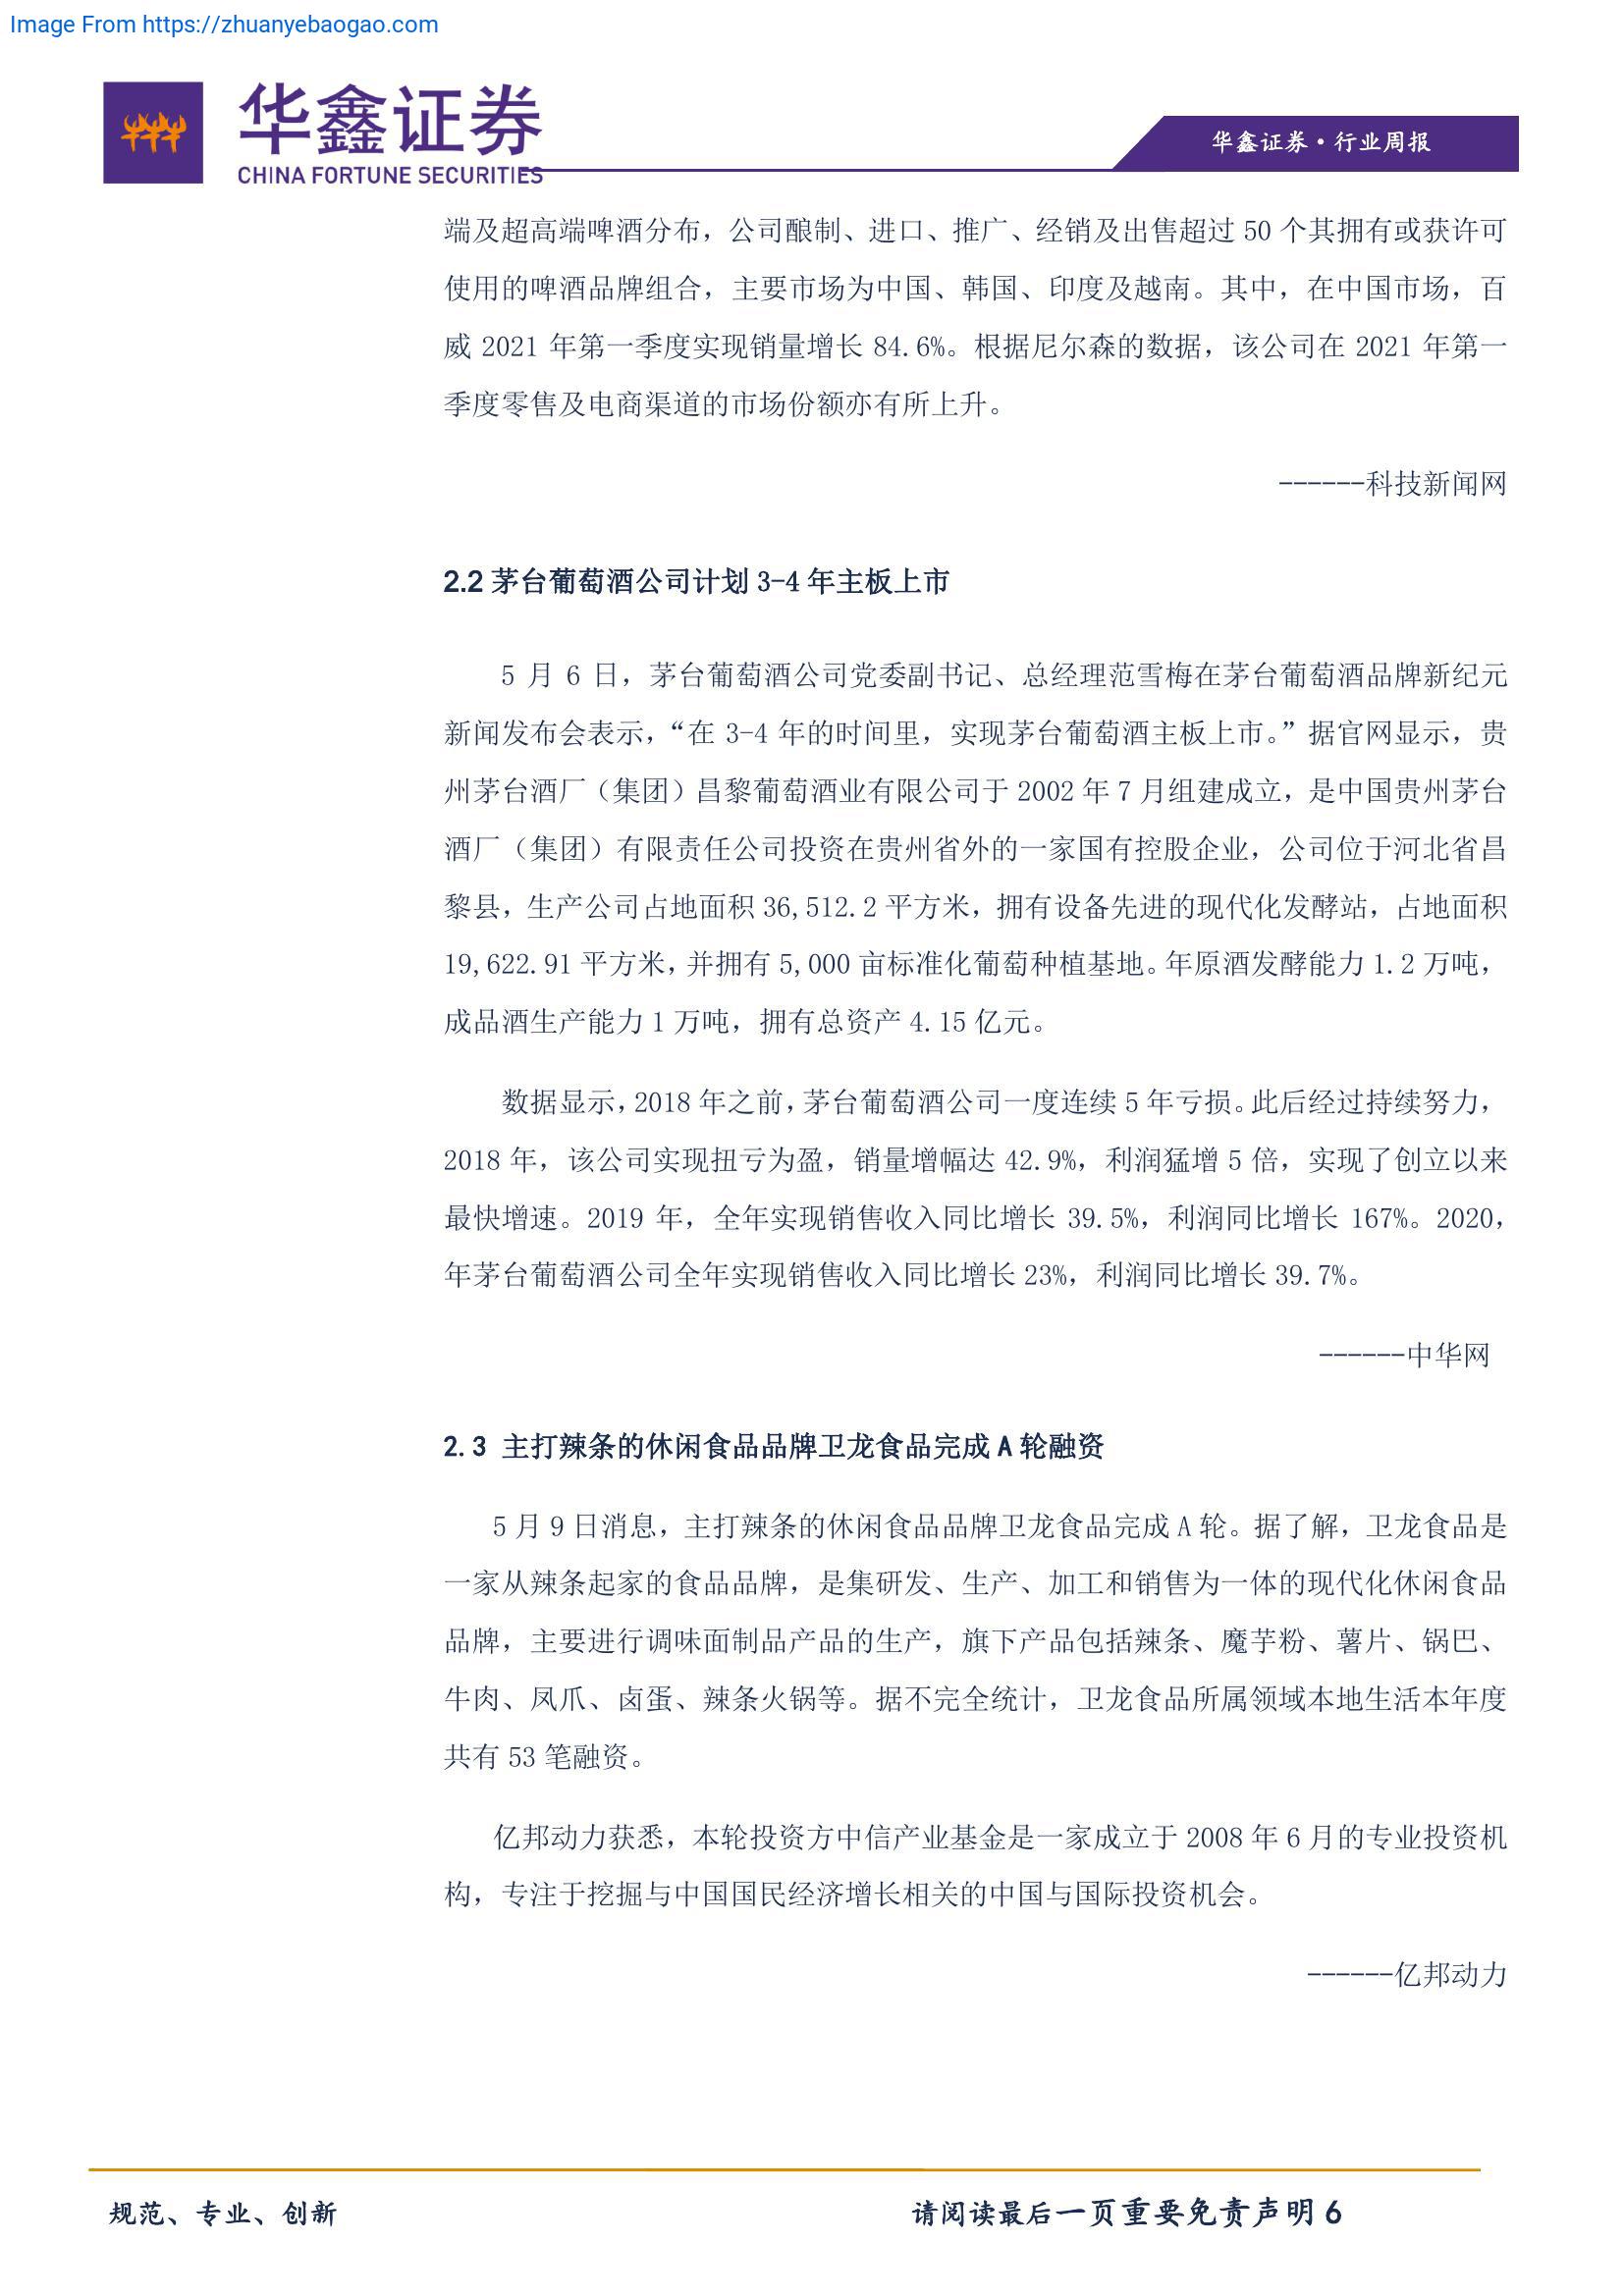 Image From https://zhuanyebaogao.com
华鑫证券
CHINA FORTUNE SECURITIES
华鑫证券·行业周报
端及超高端啤酒分布，公司酿制、进口、推广、经销及出售超过 50 个其拥有或获许可
使用的啤酒品牌组合，主要市场为中国、韩国、印度及越南。其中，在中国市场，百
威 2021 年第一季度实现销量增长 84.6%。根据尼尔森的数据，该公司在 2021 年第一
季度零售及电商渠道的市场份额亦有所上升。
------科技新闻网
2.2 茅台葡萄酒公司计划 3-4 年主板上市
5 月 6 日，茅台葡萄酒公司党委副书记、总经理范雪梅在茅台葡萄酒品牌新纪元
新闻发布会表示，“在 3-4 年的时间里，实现茅台葡萄酒主板上市。”据官网显示，贵
州茅台酒厂（集团）昌黎葡萄酒业有限公司于 2002 年 7 月组建成立，是中国贵州茅台
酒厂（集团）有限责任公司投资在贵州省外的一家国有控股企业，公司位于河北省昌
黎县，生产公司占地面积 36,512.2 平方米，拥有设备先进的现代化发酵站，占地面积
19,622.91 平方米，并拥有 5,000 亩标准化葡萄种植基地。年原酒发酵能力 1.2 万吨，
成品酒生产能力 1 万吨，拥有总资产 4.15 亿元。
数据显示，2018 年之前，茅台葡萄酒公司一度连续 5 年亏损。此后经过持续努力，
2018 年，该公司实现扭亏为盈，销量增幅达 42.9%，利润猛增 5 倍，实现了创立以来
最快增速。2019 年，全年实现销售收入同比增长 39.5%，利润同比增长 167%。2020，
年茅台葡萄酒公司全年实现销售收入同比增长 23%，利润同比增长 39.7%。
------中华网
2.3 主打辣条的休闲食品品牌卫龙食品完成 A 轮融资
5 月 9 日消息，主打辣条的休闲食品品牌卫龙食品完成 A 轮。据了解，卫龙食品是
一家从辣条起家的食品品牌，是集研发、生产、加工和销售为一体的现代化休闲食品
品牌，主要进行调味面制品产品的生产，旗下产品包括辣条、魔芋粉、薯片、锅巴、
牛肉、凤爪、卤蛋、辣条火锅等。据不完全统计，卫龙食品所属领域本地生活本年度
共有 53 笔融资。
亿邦动力获悉，本轮投资方中信产业基金是一家成立于 2008 年 6 月的专业投资机
构，专注于挖掘与中国国民经济增长相关的中国与国际投资机会。
------亿邦动力
规范、专业、创新
请阅读最后一页重要免责声明 6